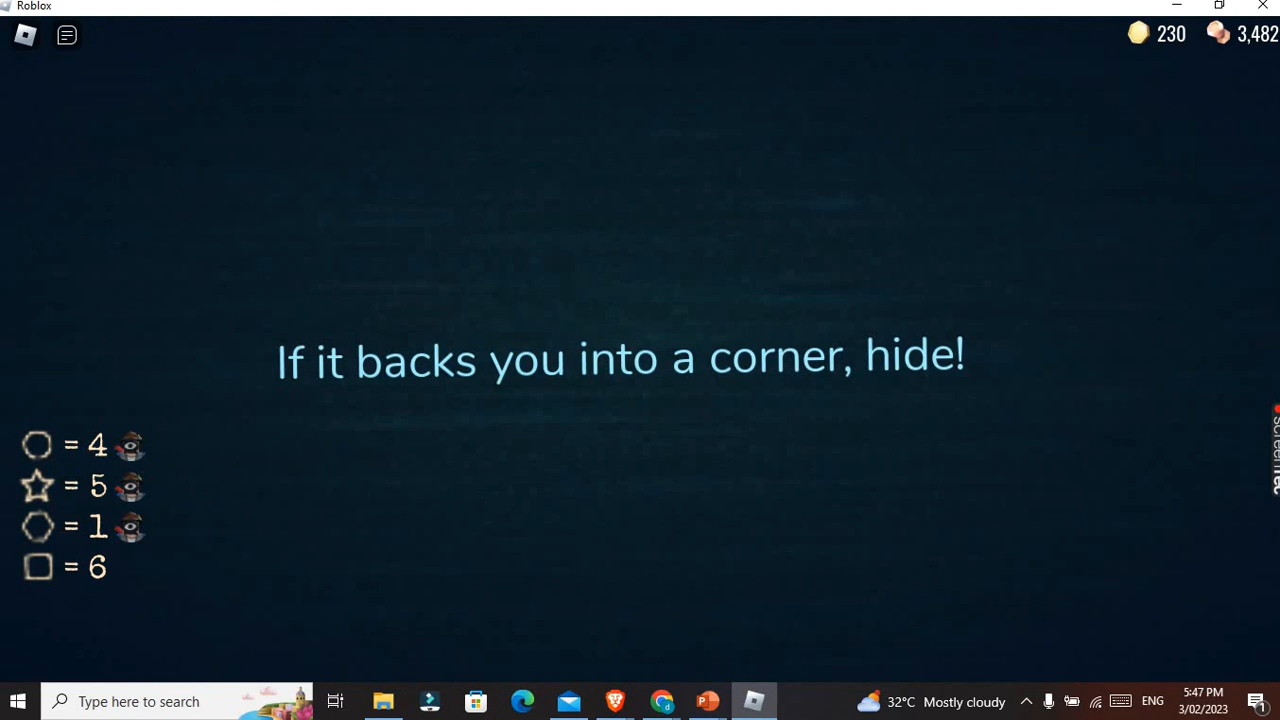 Roblox
230
3,482
If it backs you into a corner, hide!
= 4
= 5
= 1
= 6
Type here to search
32°C Mostly cloudy
ENG
5:47 PM
3/02/2023
1